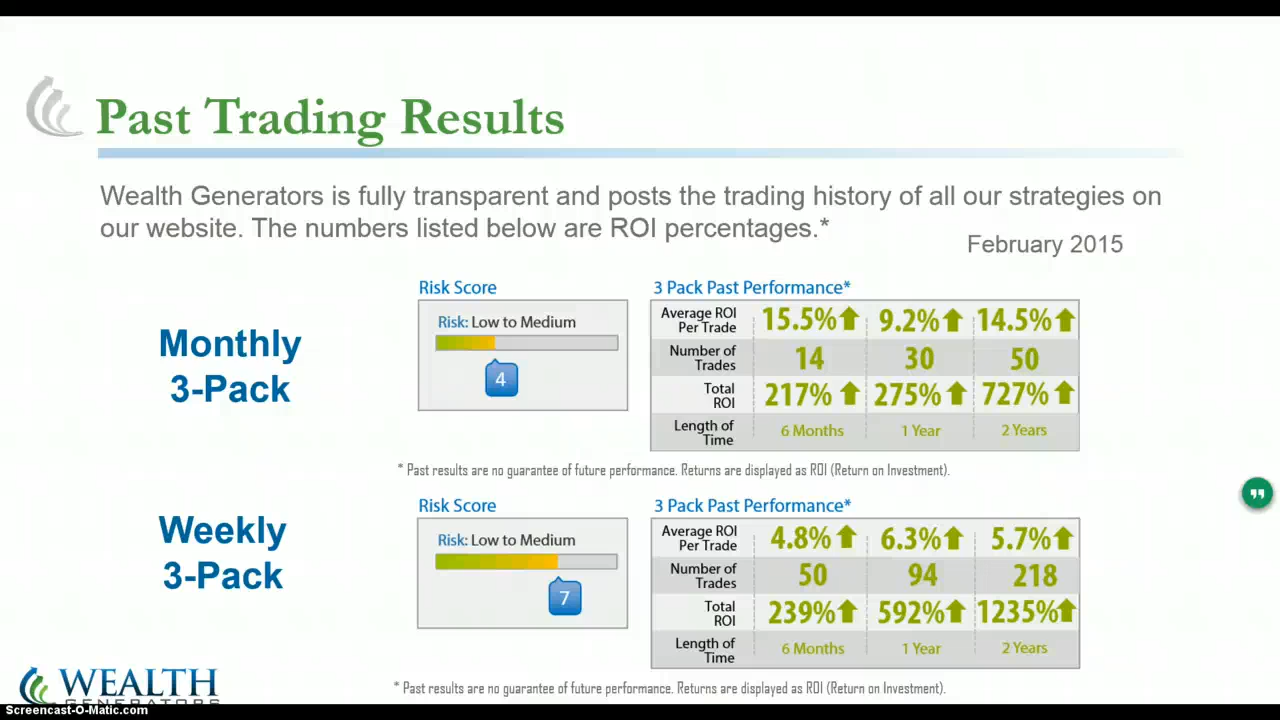 Past Trading Results
Wealth Generators is fully transparent and posts the trading history of all our strategies on
our website. The numbers listed below are ROI percentages.*
February 2015
Monthly
3-Pack
Risk Score
Risk: Low to Medium
4
3 Pack Past Performance*
Average ROI
Per Trade
15.5% 9.2% 14.5%
Number of
Trades
14 30 50
Total
ROI
217% 275% 727%
Length of
Time
6 Months 1 Year 2 Years
* Past results are no guarantee of future performance. Returns are displayed as ROI (Return on Investment).
Weekly
3-Pack
Risk Score
Risk: Low to Medium
7
3 Pack Past Performance*
Average ROI
Per Trade
4.8% 6.3% 5.7%
Number of
Trades
50 94 218
Total
ROI
239% 592% 1235%
Length of
Time
6 Months 1 Year 2 Years
* Past results are no guarantee of future performance. Returns are displayed as ROI (Return on Investment).
WEALTH
GENERATORS
Screencast-O-Matic.com